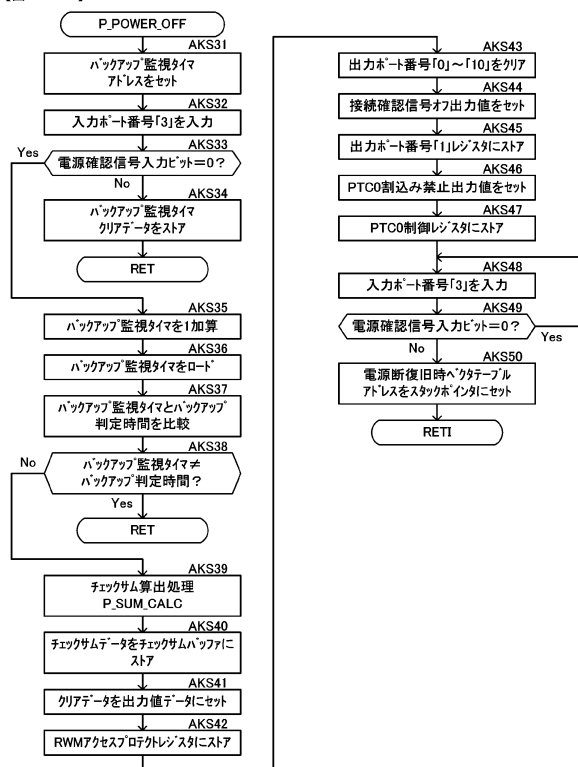 P_POWER_OFF
AKS31
バックアップ監視タイマ
アドレスをセット
AKS32
入力ポート番号「3」を入力
AKS33
Yes
電源確認信号入力ビット=0?
No
AKS34
バックアップ監視タイマ
クリアデータをストア
RET
AKS35
バックアップ監視タイマを1加算
AKS36
バックアップ監視タイマをロード
AKS37
バックアップ監視タイマとバックアップ
判定時間を比較
AKS38
No
バックアップ監視タイマ≠
バックアップ判定時間?
Yes
RET
AKS39
チェックサム算出処理
P_SUM_CALC
AKS40
チェックサムデータをチェックサムバッファに
ストア
AKS41
クリアデータを出力値データにセット
AKS42
RWMアクセスプロテクトレジスタにストア
AKS43
出力ポート番号「0」~「10」をクリア
AKS44
接続確認信号オフ出力値をセット
AKS45
出力ポート番号「1」レジスタにストア
AKS46
PTC0割込み禁止出力値をセット
AKS47
PTC0制御レジスタにストア
AKS48
入力ポート番号「3」を入力
AKS49
電源確認信号入力ビット=0?
Yes
No
AKS50
電源断復旧時ベクタテーブル
アドレスをスタックポインタにセット
RETI